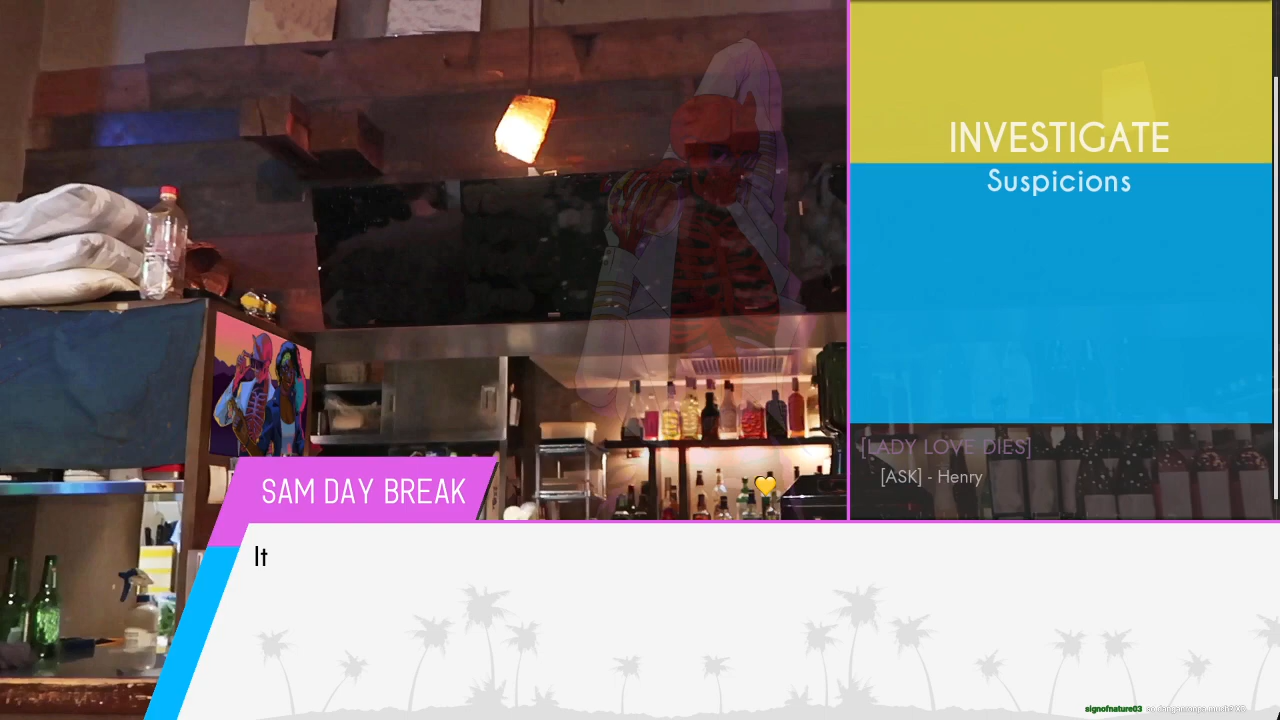 INVESTIGATE
Suspicions
[LADY LOVE DIES]
[ASK] - Henry
SAM DAY BREAK
It
signofnature03